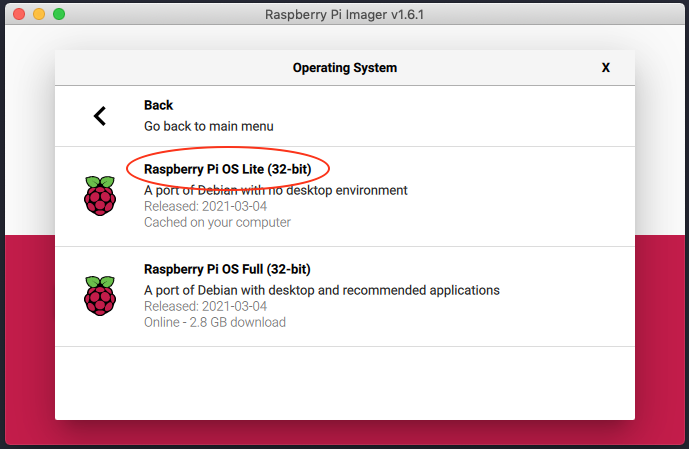 Raspberry Pi Imager v1.6.1
Operating System X
Back
Go back to main menu
Raspberry Pi OS Lite (32-bit)
A port of Debian with no desktop environment
Released: 2021-03-04
Cached on your computer
Raspberry Pi OS Full (32-bit)
A port of Debian with desktop and recommended applications
Released: 2021-03-04
Online - 2.8 GB download